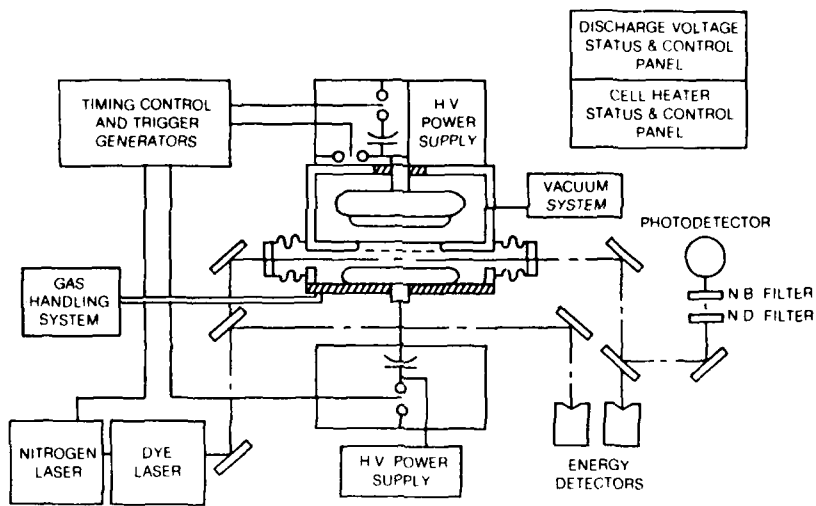 DISCHARGE VOLTAGE
STATUS & CONTROL
PANEL
CELL HEATER
STATUS & CONTROL
PANEL
TIMING CONTROL
AND TRIGGER
GENERATORS
H V
POWER
SUPPLY
VACUUM
SYSTEM
PHOTODETECTOR
N B FILTER
N D FILTER
GAS
HANDLING
SYSTEM
NITROGEN
LASER
DYE
LASER
H V POWER
SUPPLY
ENERGY
DETECTORS